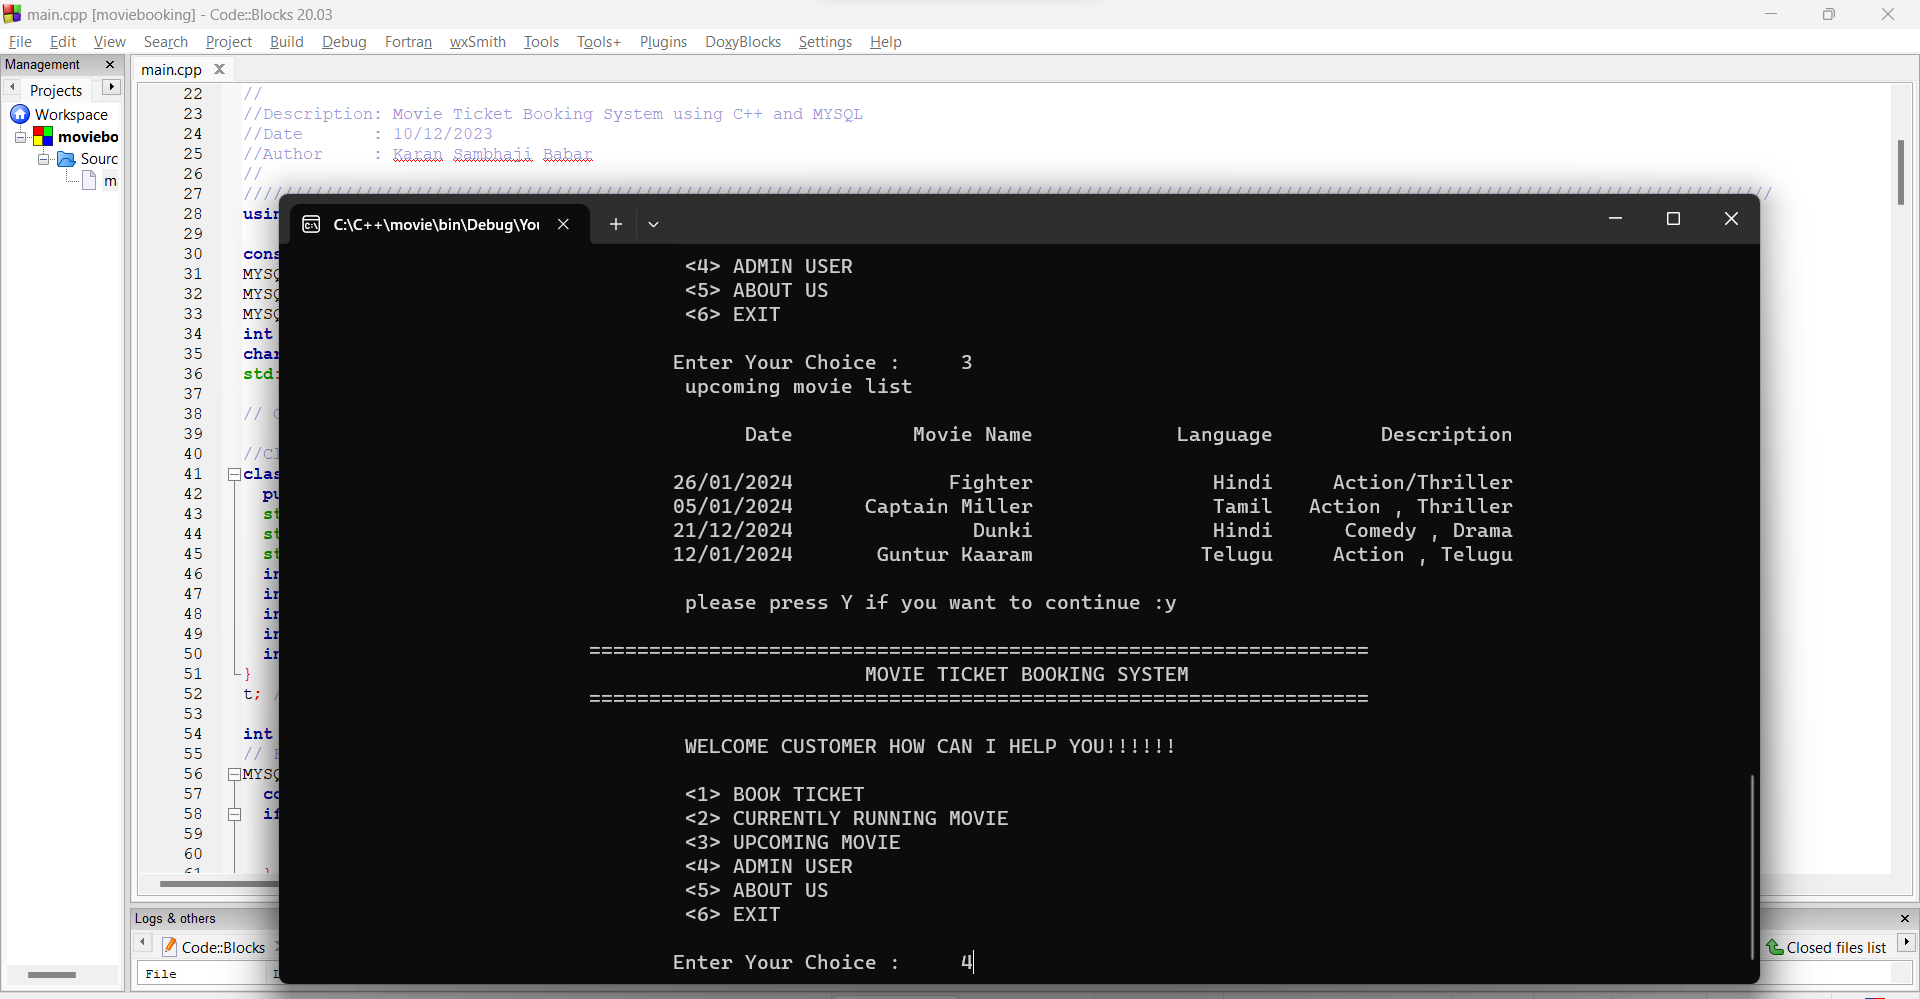 main.cpp [moviebooking] - Code::Blocks 20.03
File Edit View Search Project Build Debug Fortran wxSmith Tools Tools+ Plugins DoxyBlocks Settings Help
Management
main.cpp
Projects
Workspace
moviebo
Sourc
22 //
23 //Description: Movie Ticket Booking System using C++ and MYSQL
24 //Date : 10/12/2023
25 //Author : Karan Sambhaji Babar
26 //
27
28 usin
29
30 cons
31 MYSQ
32 MYSQ
33 MYSQ
34 int
35 char
36 std:
37
38 //
39
40 //Cl
41 clas
42 pu
43 st
44 st
45 st
46 in
47 in
48 in
49 in
50 in
51 }
52 t; /
53
54 int
55 //
56 MYSQ
57 co
58 if
59
60
61 }
C:\C++\movie\bin\Debug\You
<4> ADMIN USER
<5> ABOUT US
<6> EXIT
Enter Your Choice : 3
upcoming movie list
Date Movie Name Language Description
26/01/2024 Fighter Hindi Action/Thriller
05/01/2024 Captain Miller Tamil Action , Thriller
21/12/2024 Dunki Hindi Comedy , Drama
12/01/2024 Guntur Kaaram Telugu Action , Telugu
please press Y if you want to continue :y
=================================================================
MOVIE TICKET BOOKING SYSTEM
=================================================================
WELCOME CUSTOMER HOW CAN I HELP YOU!!!!!!
<1> BOOK TICKET
<2> CURRENTLY RUNNING MOVIE
<3> UPCOMING MOVIE
<4> ADMIN USER
<5> ABOUT US
<6> EXIT
Enter Your Choice : 4
Logs & others
Code::Blocks
Closed files list
File